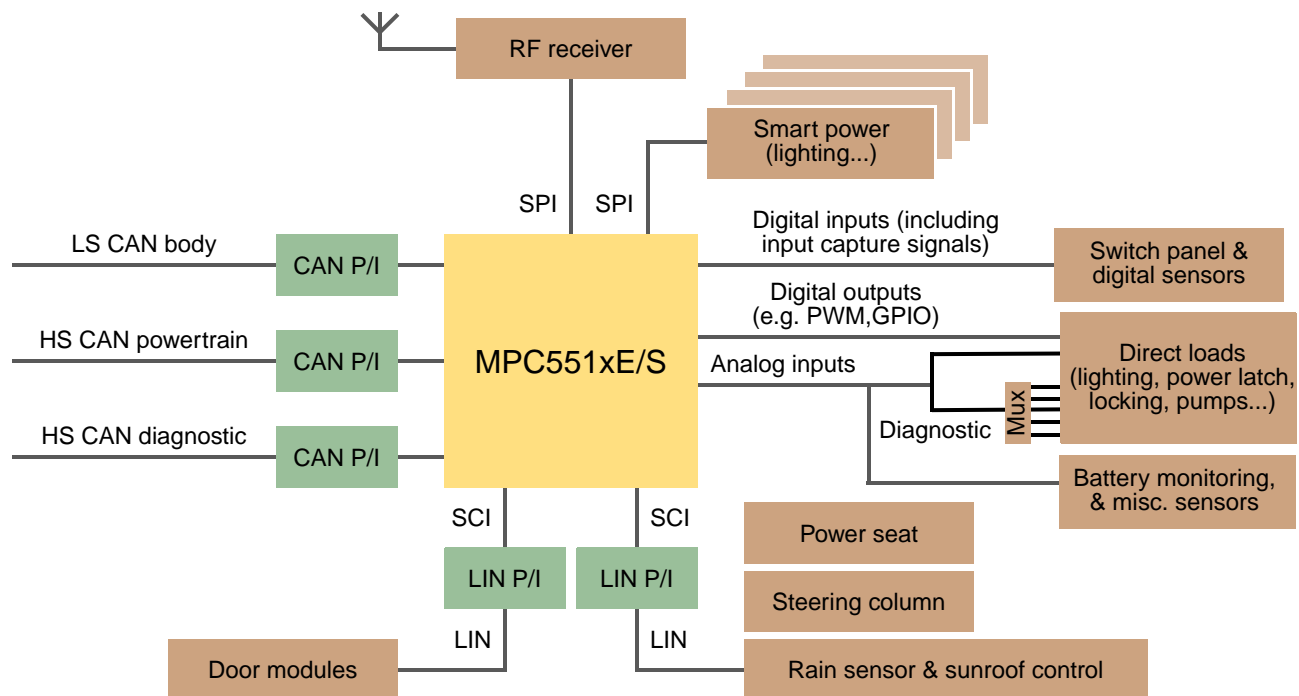 RF receiver
Smart power
(lighting...)
SPI
SPI
Digital inputs (including
input capture signals)
LS CAN body
CAN P/I
Switch panel &
digital sensors
Digital outputs
(e.g. PWM,GPIO)
HS CAN powertrain
CAN P/I
MPC551xE/S
Analog inputs
Direct loads
(lighting, power latch,
locking, pumps...)
Mux
Diagnostic
HS CAN diagnostic
CAN P/I
Battery monitoring,
& misc. sensors
SCI
SCI
Power seat
LIN P/I
LIN P/I
Steering column
LIN
LIN
Door modules
Rain sensor & sunroof control